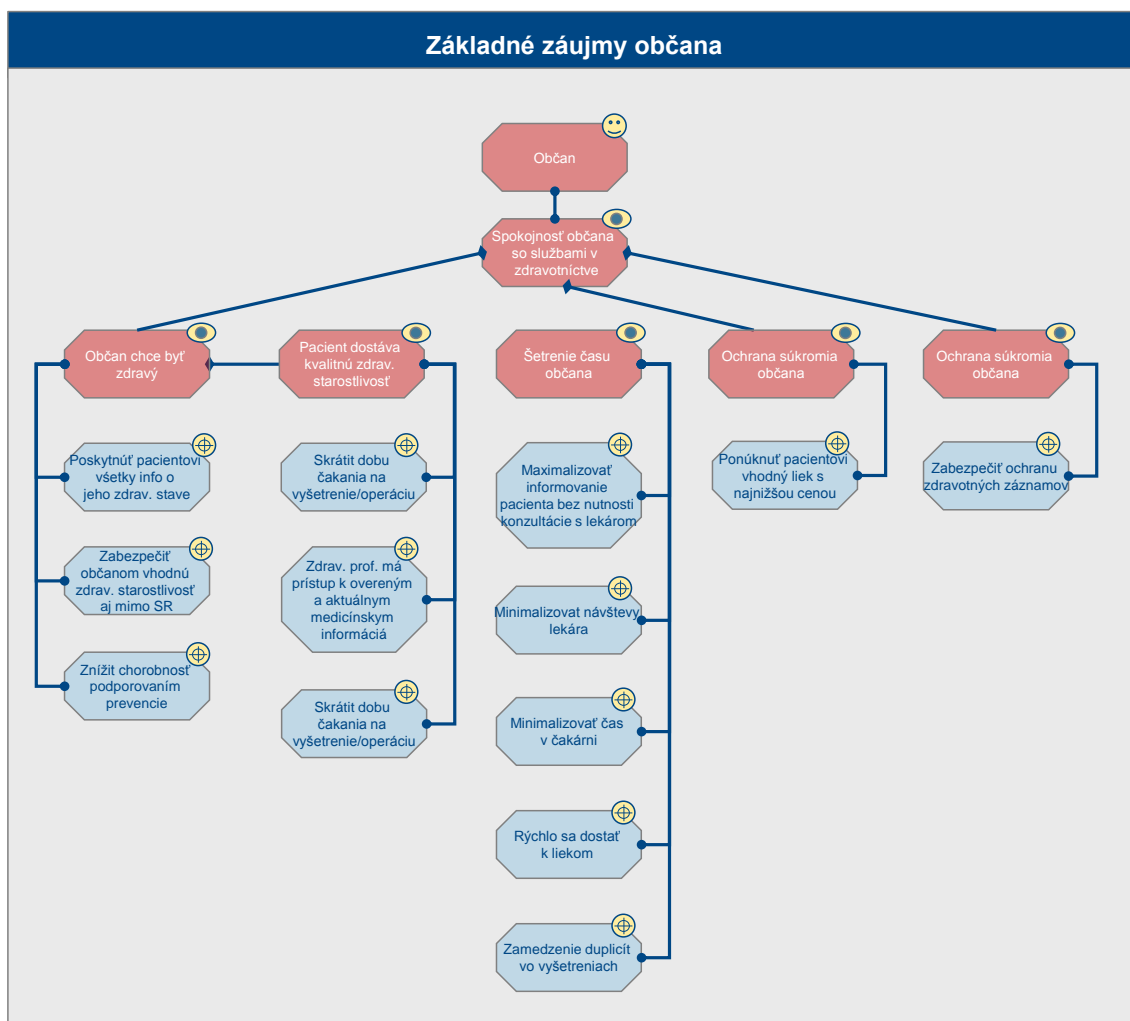 Základné záujmy občana
Občan
Spokojnosť občana
so službami v
zdravotníctve
Občan chce byť
zdravý
Pacient dostáva
kvalitnú zdrav.
starostlivosť
Šetrenie času
občana
Ochrana súkromia
občana
Ochrana súkromia
občana
Poskytnúť pacientovi
všetky info o
jeho zdrav. stave
Zabezpečiť
občanom vhodnú
zdrav. starostlivosť
aj mimo SR
Znížit chorobnosť
podporovaním
prevencie
Skrátit dobu
čakania na
vyšetrenie/operáciu
Zdrav. prof. má
prístup k overeným
a aktuálnym
medicínskym
informáciá
Skrátit dobu
čakania na
vyšetrenie/operáciu
Maximalizovať
informovanie
pacienta bez nutnosti
konzultácie s lekárom
Minimalizovat návštevy
lekára
Minimalizovať čas
v čakárni
Rýchlo sa dostať
k liekom
Zamedzenie duplicít
vo vyšetreniach
Ponúknuť pacientovi
vhodný liek s
najnižšou cenou
Zabezpečiť ochranu
zdravotných záznamov